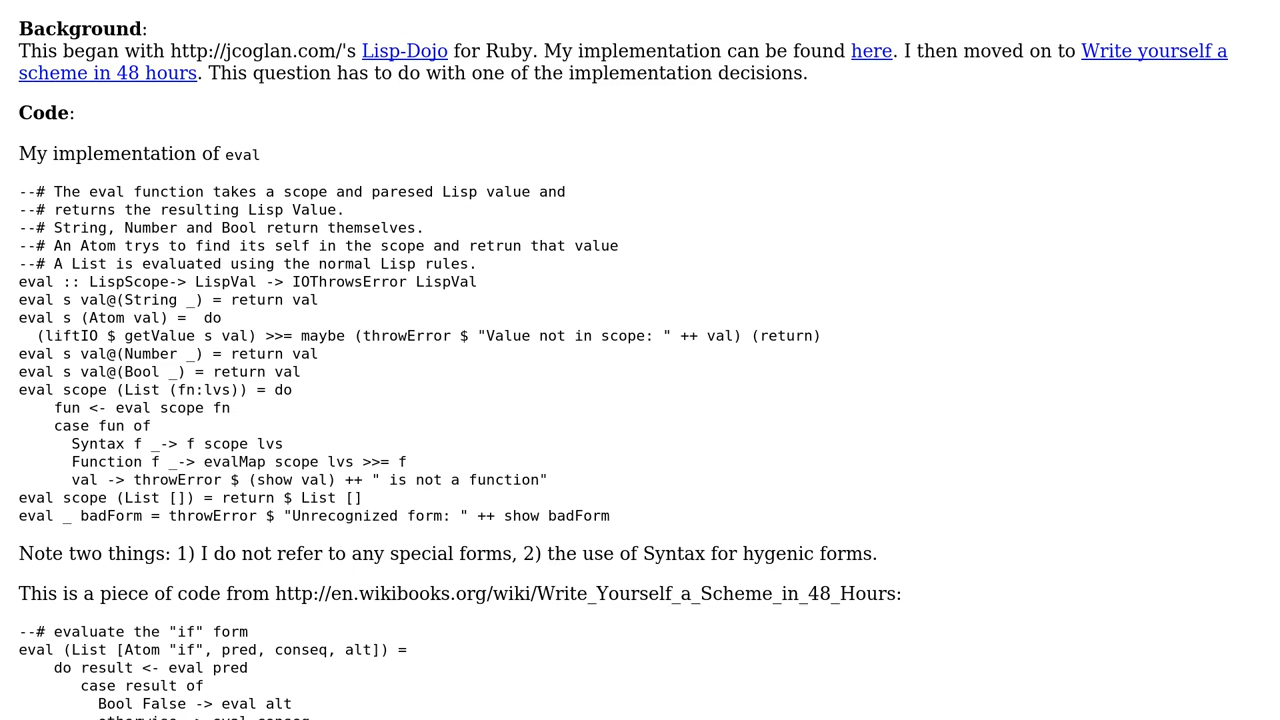 Background:
This began with http://jcoglan.com/'s Lisp-Dojo for Ruby. My implementation can be found here. I then moved on to Write yourself a
scheme in 48 hours. This question has to do with one of the implementation decisions.
Code:
My implementation of eval
--# The eval function takes a scope and paresed Lisp value and
--# returns the resulting Lisp Value.
--# String, Number and Bool return themselves.
--# An Atom trys to find its self in the scope and retrun that value
--# A List is evaluated using the normal Lisp rules.
eval :: LispScope-> LispVal -> IOThrowsError LispVal
eval s val@(String _) = return val
eval s (Atom val) =  do
  (liftIO $ getValue s val) >>= maybe (throwError $ "Value not in scope: " ++ val) (return)
eval s val@(Number _) = return val
eval s val@(Bool _) = return val
eval scope (List (fn:lvs)) = do
    fun <- eval scope fn
    case fun of
      Syntax f _-> f scope lvs
      Function f _-> evalMap scope lvs >>= f
      val -> throwError $ (show val) ++ " is not a function"
eval scope (List []) = return $ List []
eval _ badForm = throwError $ "Unrecognized form: " ++ show badForm
Note two things: 1) I do not refer to any special forms, 2) the use of Syntax for hygenic forms.
This is a piece of code from http://en.wikibooks.org/wiki/Write_Yourself_a_Scheme_in_48_Hours:
--# evaluate the "if" form
eval (List [Atom "if", pred, conseq, alt]) =
    do result <- eval pred
       case result of
         Bool False -> eval alt
         otherwise -> eval conseq